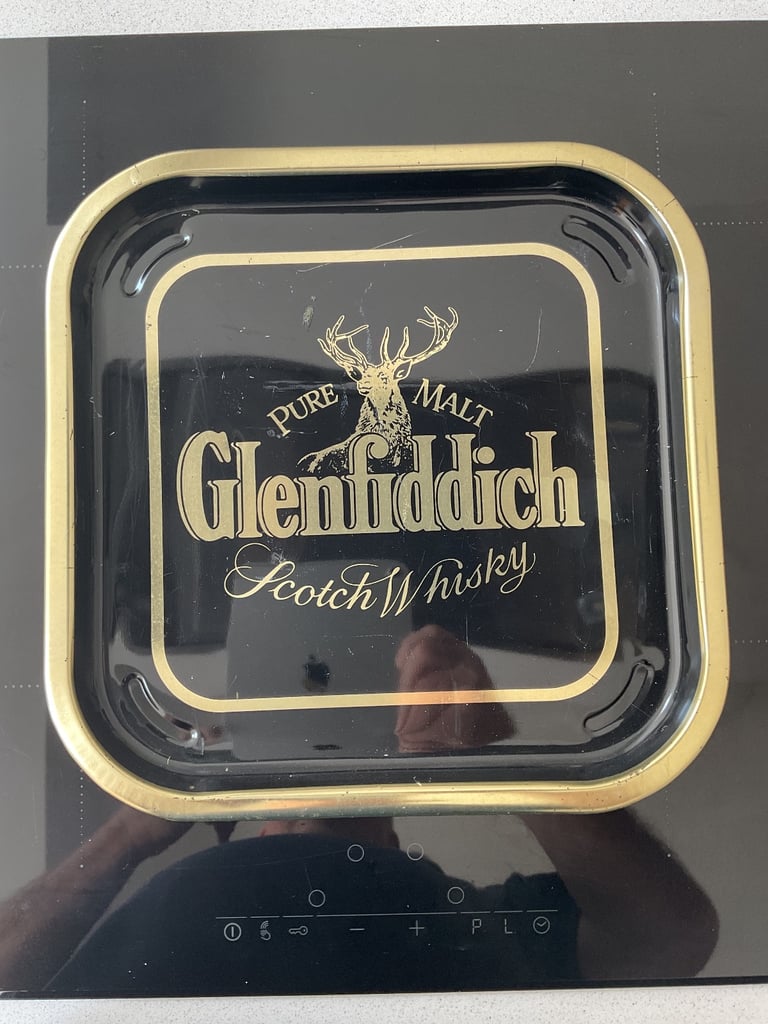 PURE MALT
Glenfiddich
Scotch Whisky
P L